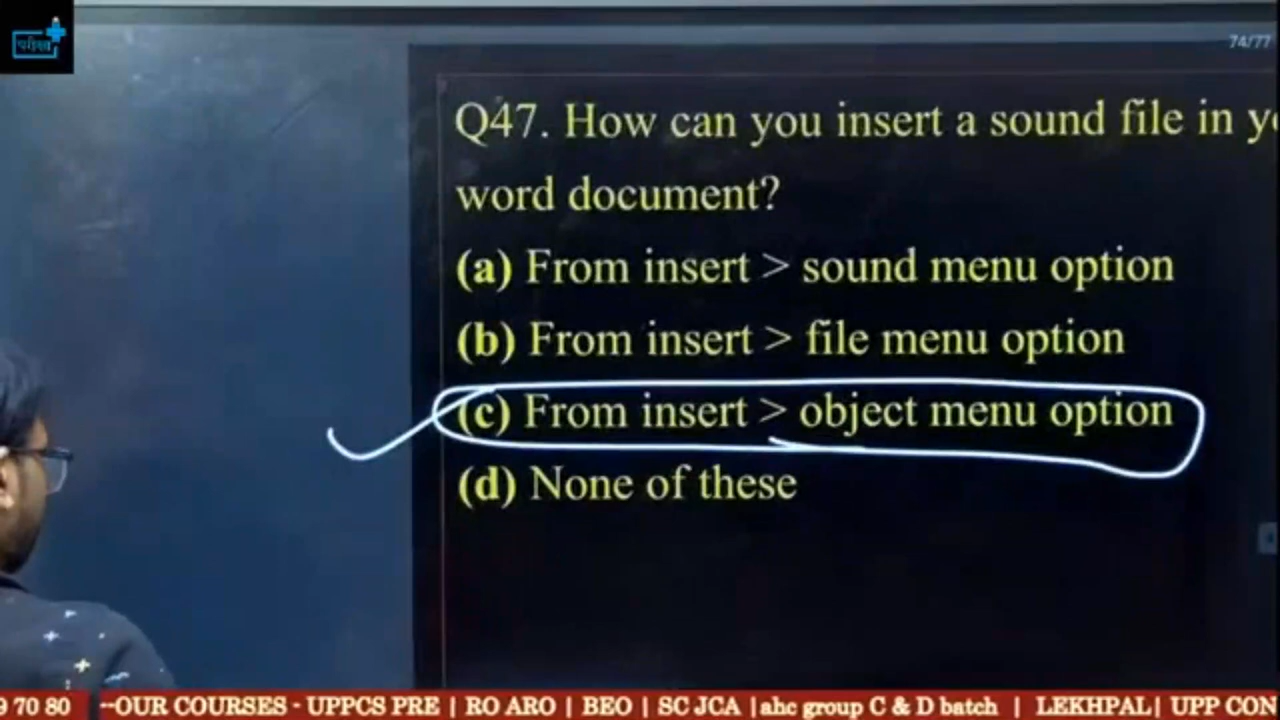 परीक्षा
74/77
Q47. How can you insert a sound file in
word document?
(a) From insert > sound menu option
(b) From insert > file menu option
(c) From insert > object menu option
(d) None of these
9 70 80 --OUR COURSES - UPPCS PRE | RO ARO | BEO | SC JCA |ahc group C & D batch | LEKHPAL| UPP CON